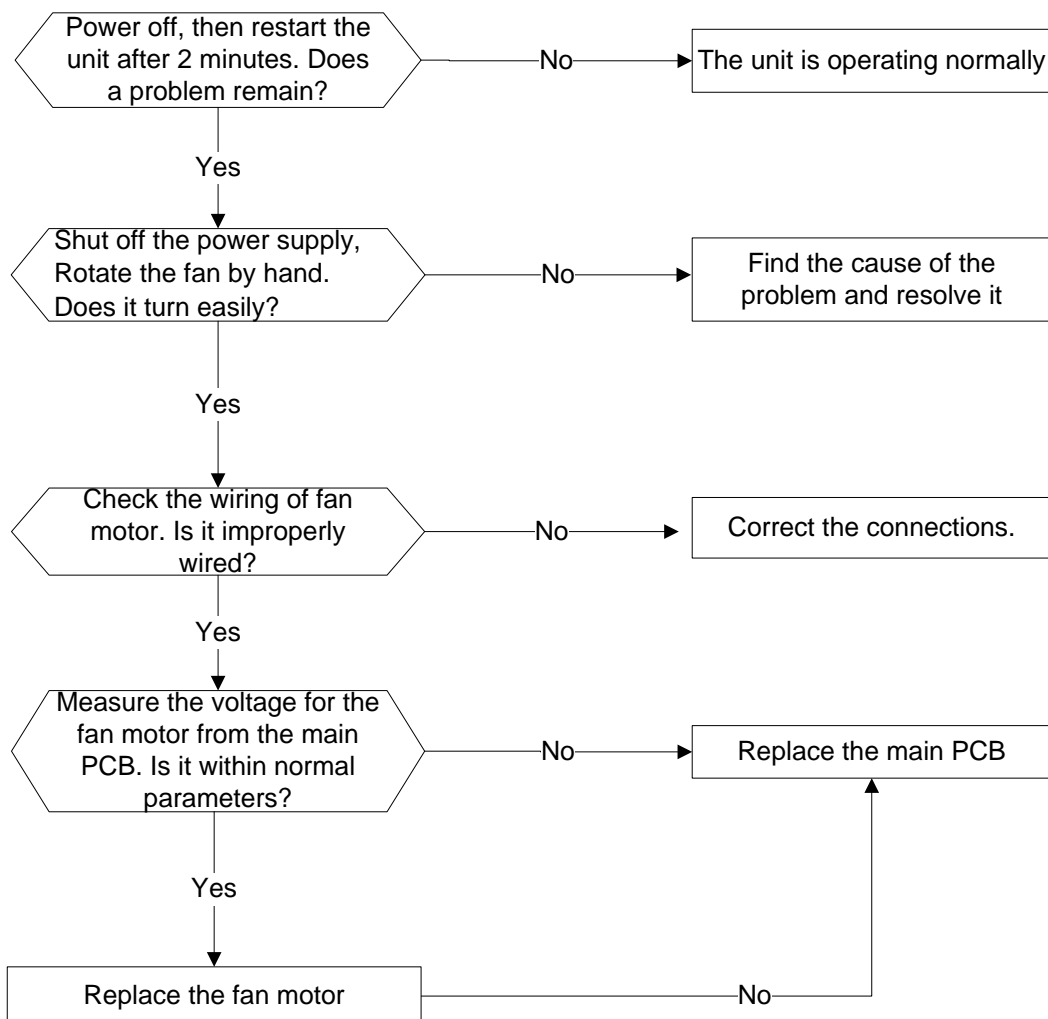 Power off, then restart the
unit after 2 minutes. Does
a problem remain?
No
The unit is operating normally
Yes
Shut off the power supply,
Rotate the fan by hand.
Does it turn easily?
No
Find the cause of the
problem and resolve it
Yes
Check the wiring of fan
motor. Is it improperly
wired?
No
Correct the connections.
Yes
Measure the voltage for the
fan motor from the main
PCB. Is it within normal
parameters?
No
Replace the main PCB
Yes
Replace the fan motor
No